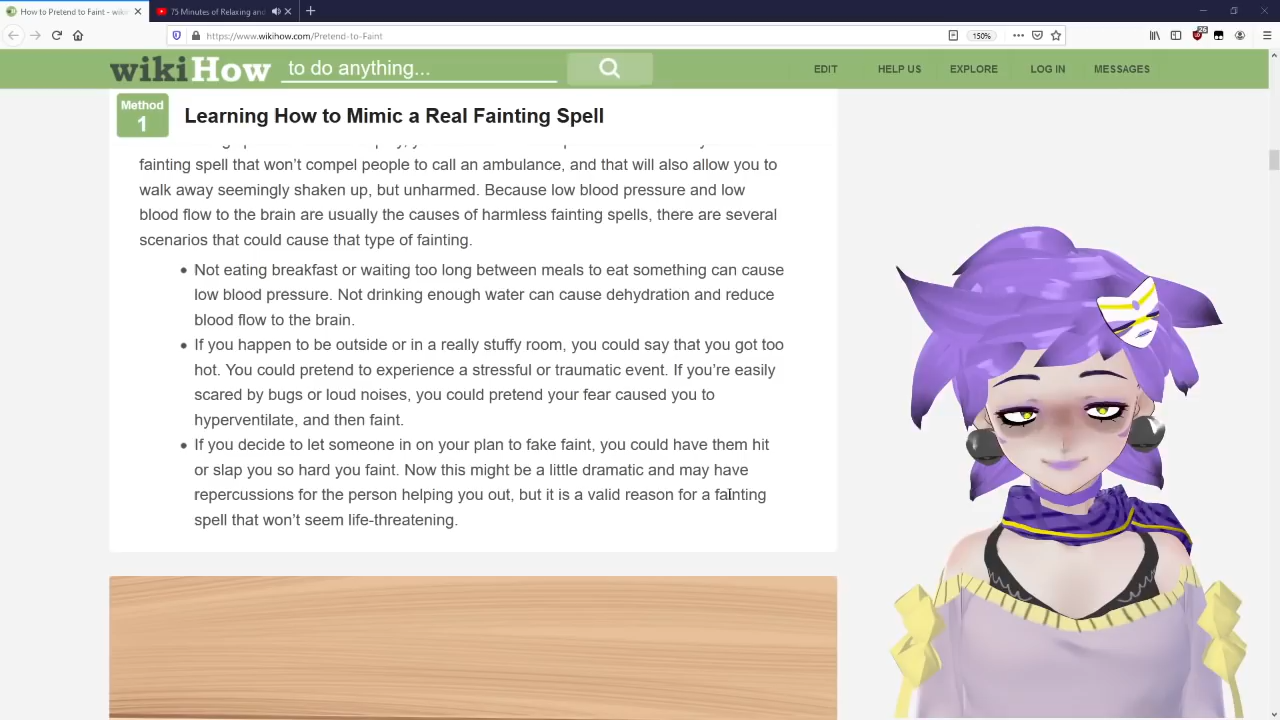 How to Pretend to Faint - wiki
75 Minutes of Relaxing and
https://www.wikihow.com/Pretend-to-Faint
150%
26
wikiHow to do anything...
EDIT HELP US EXPLORE LOG IN MESSAGES
Method
1
Learning How to Mimic a Real Fainting Spell
fainting spell that won’t compel people to call an ambulance, and that will also allow you to
walk away seemingly shaken up, but unharmed. Because low blood pressure and low
blood flow to the brain are usually the causes of harmless fainting spells, there are several
scenarios that could cause that type of fainting.
Not eating breakfast or waiting too long between meals to eat something can cause
low blood pressure. Not drinking enough water can cause dehydration and reduce
blood flow to the brain.
If you happen to be outside or in a really stuffy room, you could say that you got too
hot. You could pretend to experience a stressful or traumatic event. If you’re easily
scared by bugs or loud noises, you could pretend your fear caused you to
hyperventilate, and then faint.
If you decide to let someone in on your plan to fake faint, you could have them hit
or slap you so hard you faint. Now this might be a little dramatic and may have
repercussions for the person helping you out, but it is a valid reason for a fainting
spell that won’t seem life-threatening.